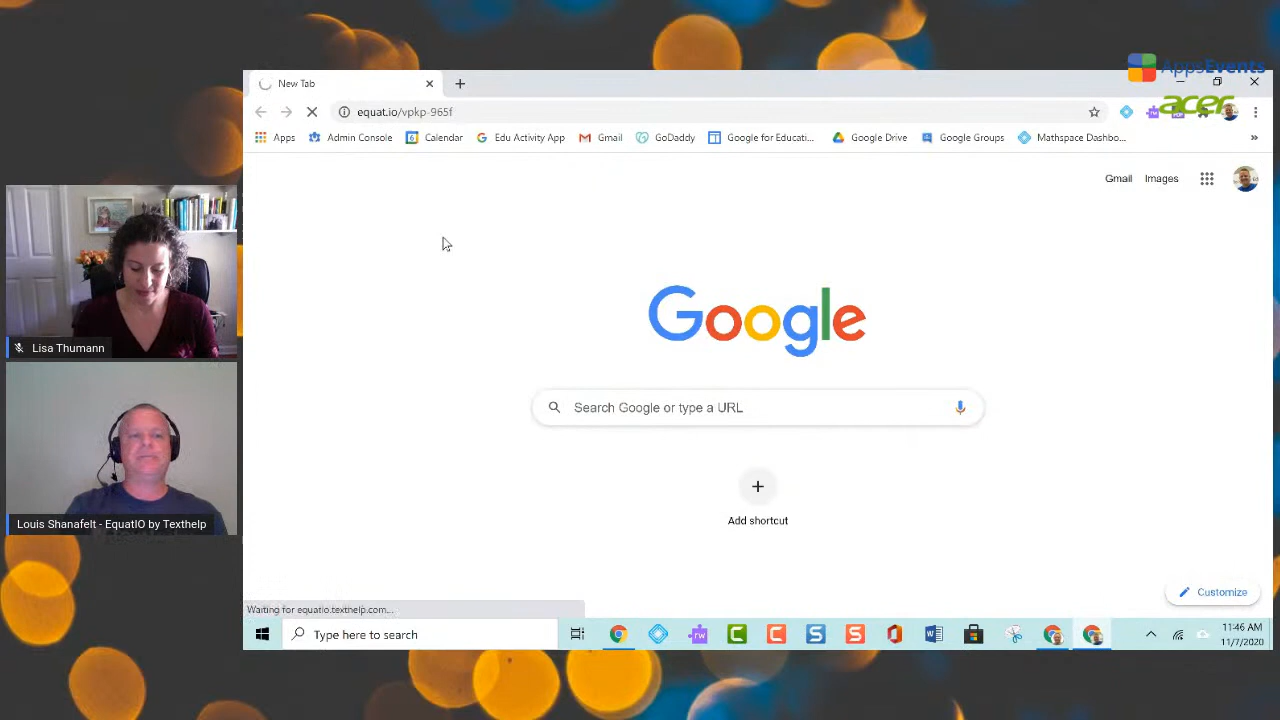 AppsEvents
acer
New Tab
equat.io/vpkp-965f
Apps
Admin Console
Calendar
Edu Activity App
Gmail
GoDaddy
Google for Educati...
Google Drive
Google Groups
Mathspace Dashbo...
»
Gmail
Images
Google
Search Google or type a URL
Add shortcut
Customize
Waiting for equatio.texthelp.com...
Type here to search
rw
11:46 AM
11/7/2020
Lisa Thumann
Louis Shanafelt - EquatIO by Texthelp